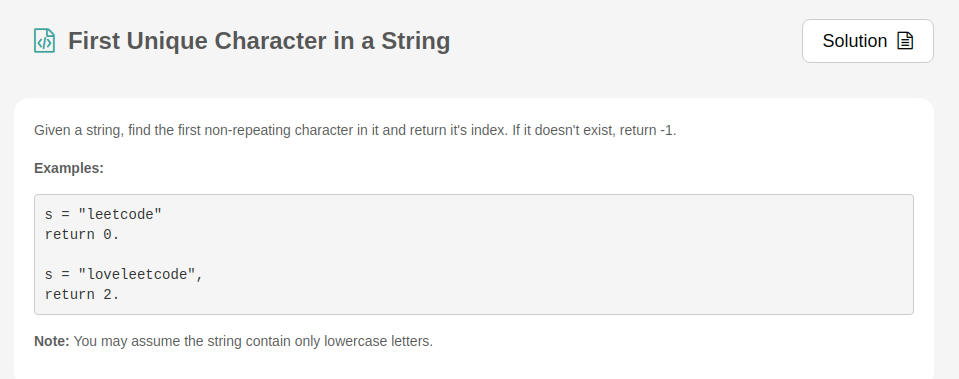 First Unique Character in a String
Solution
Given a string, find the first non-repeating character in it and return it's index. If it doesn't exist, return -1.
Examples:
s = "leetcode"
return 0.
s = "loveleetcode",
return 2.
Note: You may assume the string contain only lowercase letters.